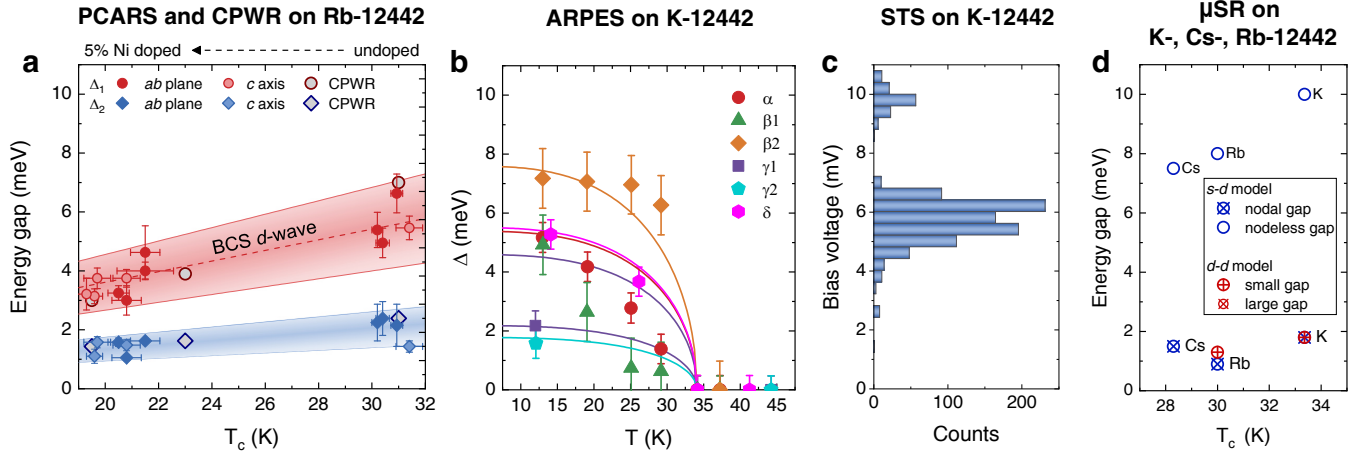 PCARS and CPWR on Rb-12442
5% Ni doped
undoped
a
Δ1 ab plane c axis CPWR
Δ2 ab plane c axis CPWR
BCS d-wave
Energy gap (meV)
0
2
4
6
8
10
20
22
24
26
28
30
32
Tc (K)
ARPES on K-12442
b
α
β1
β2
γ1
γ2
δ
Δ (meV)
0
2
4
6
8
10
10
15
20
25
30
35
40
45
T (K)
STS on K-12442
c
Bias voltage (mV)
0
2
4
6
8
10
0
100
200
Counts
μSR on
K-, Cs-, Rb-12442
d
K
Rb
Cs
s-d model
nodal gap
nodeless gap
d-d model
small gap
large gap
Cs
Rb
K
Energy gap (meV)
0
2
4
6
8
10
28
30
32
34
Tc (K)